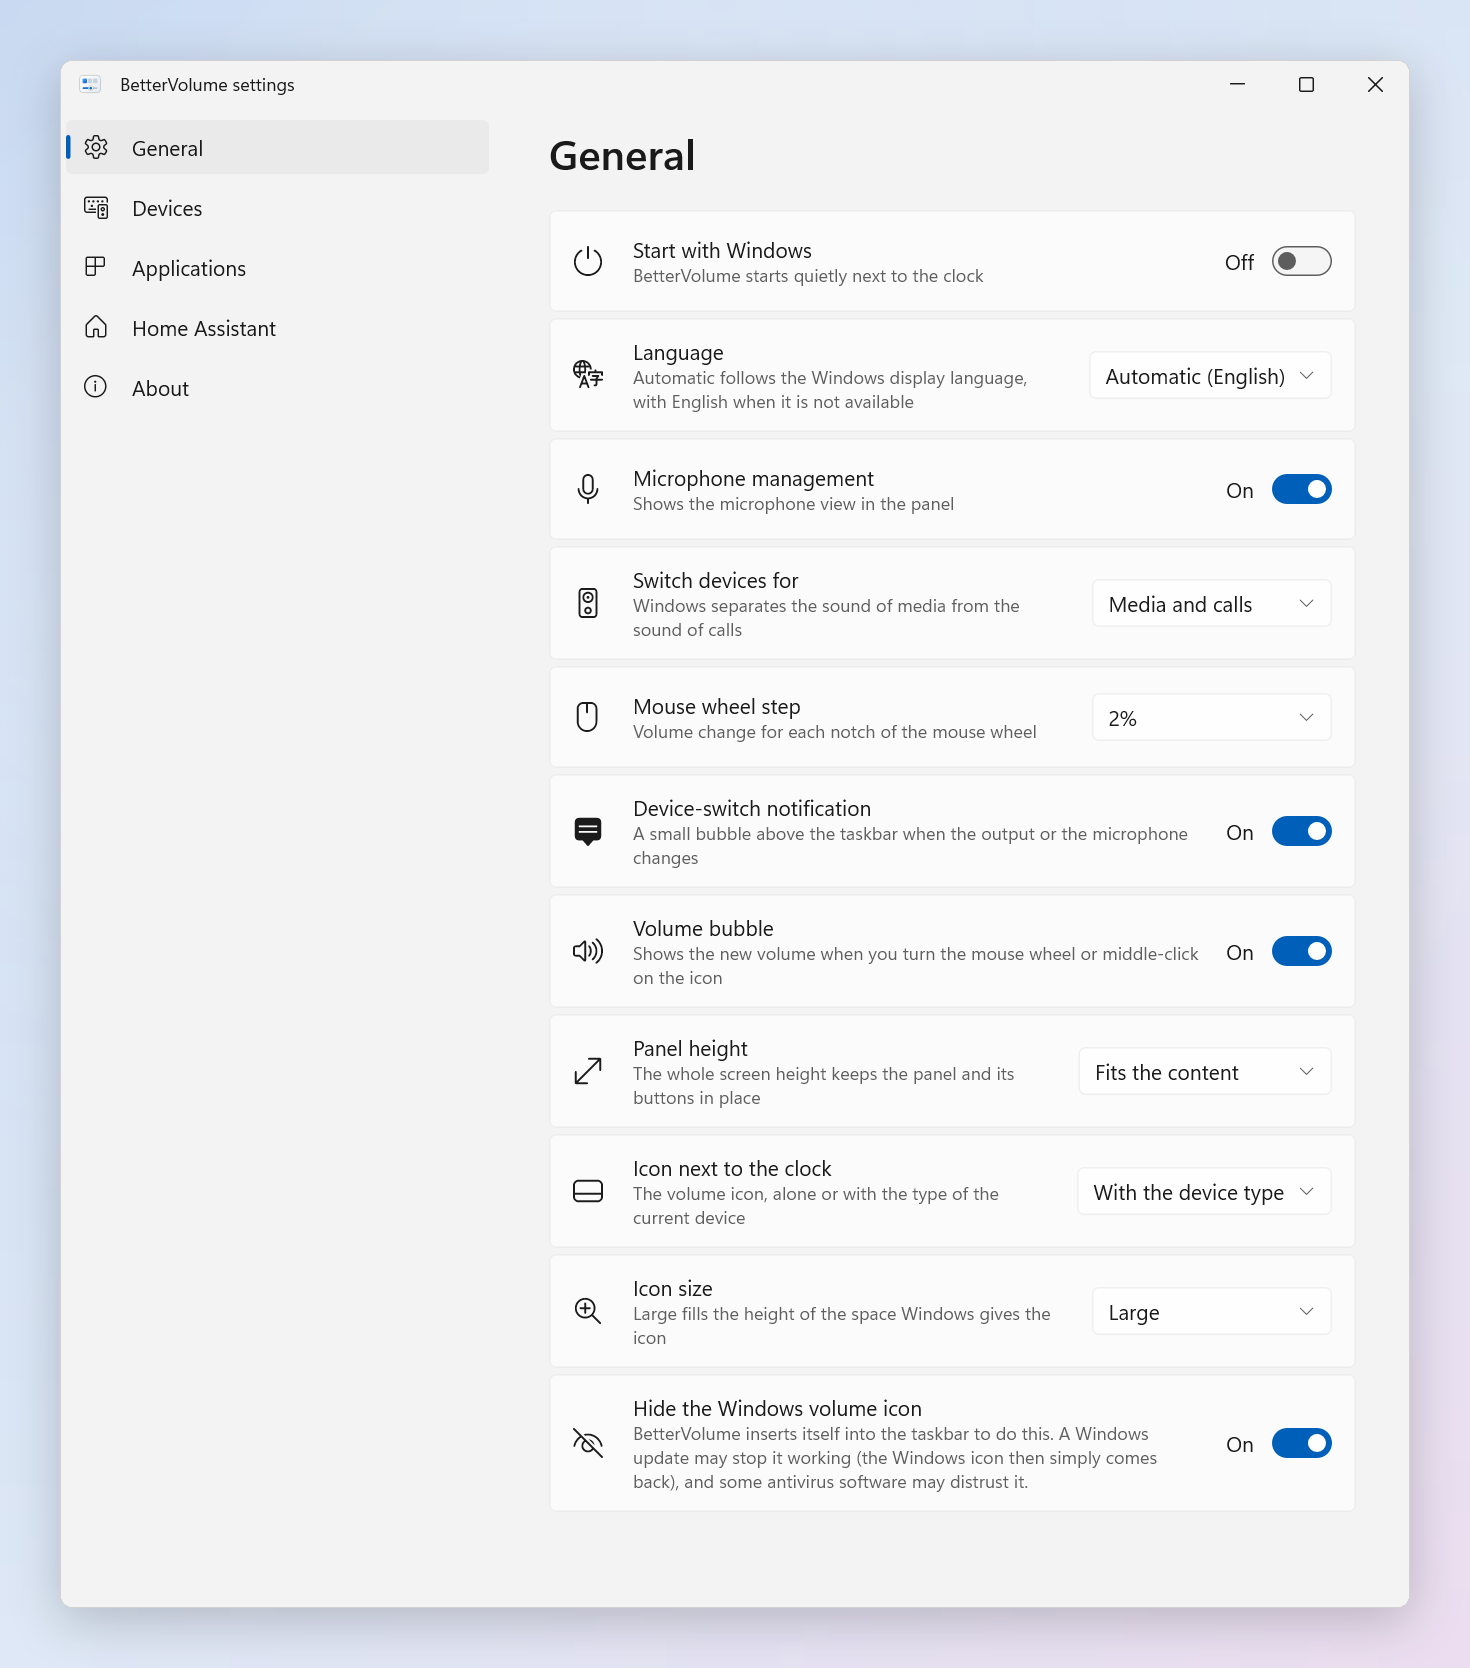 BetterVolume settings
General
Devices
Applications
Home Assistant
About
General
Start with Windows
BetterVolume starts quietly next to the clock
Off
Language
Automatic follows the Windows display language,
with English when it is not available
Automatic (English)
Microphone management
Shows the microphone view in the panel
On
Switch devices for
Windows separates the sound of media from the
sound of calls
Media and calls
Mouse wheel step
Volume change for each notch of the mouse wheel
2%
Device-switch notification
A small bubble above the taskbar when the output or the microphone
changes
On
Volume bubble
Shows the new volume when you turn the mouse wheel or middle-click
on the icon
On
Panel height
The whole screen height keeps the panel and its
buttons in place
Fits the content
Icon next to the clock
The volume icon, alone or with the type of the
current device
With the device type
Icon size
Large fills the height of the space Windows gives the
icon
Large
Hide the Windows volume icon
BetterVolume inserts itself into the taskbar to do this. A Windows
update may stop it working (the Windows icon then simply comes
back), and some antivirus software may distrust it.
On